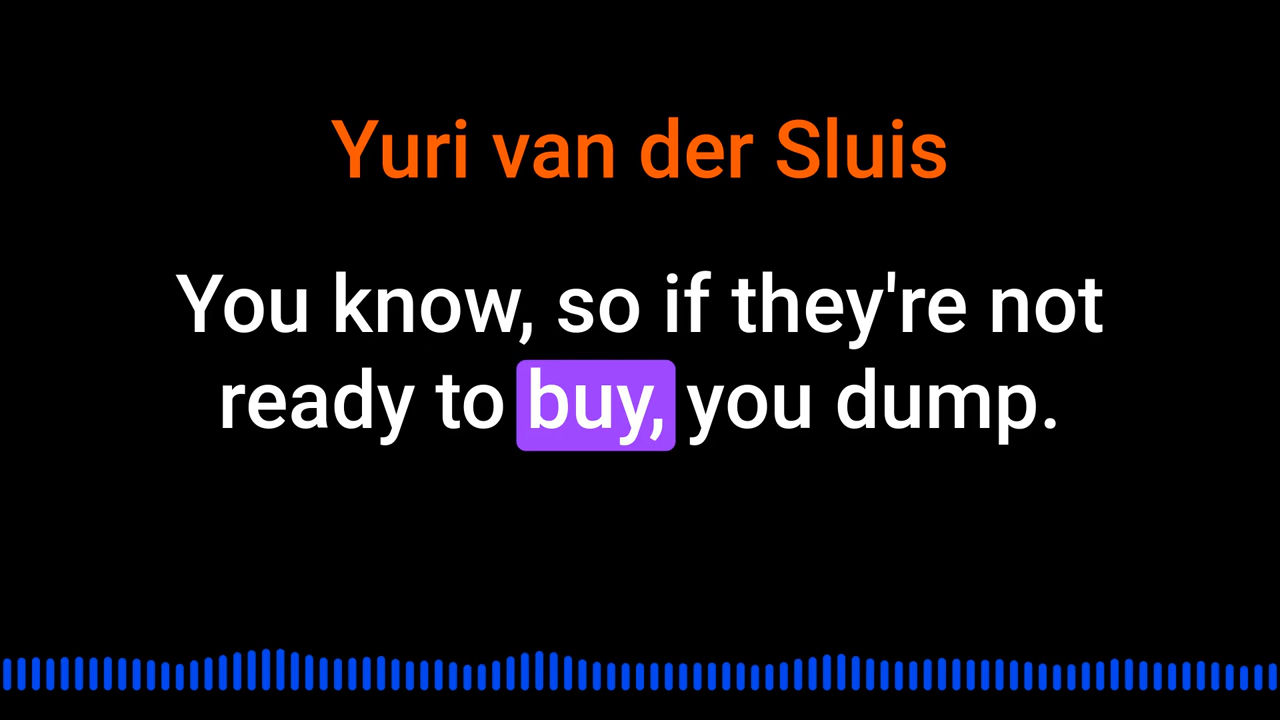 Yuri van der Sluis
You know, so if they're not
ready to buy, you dump.